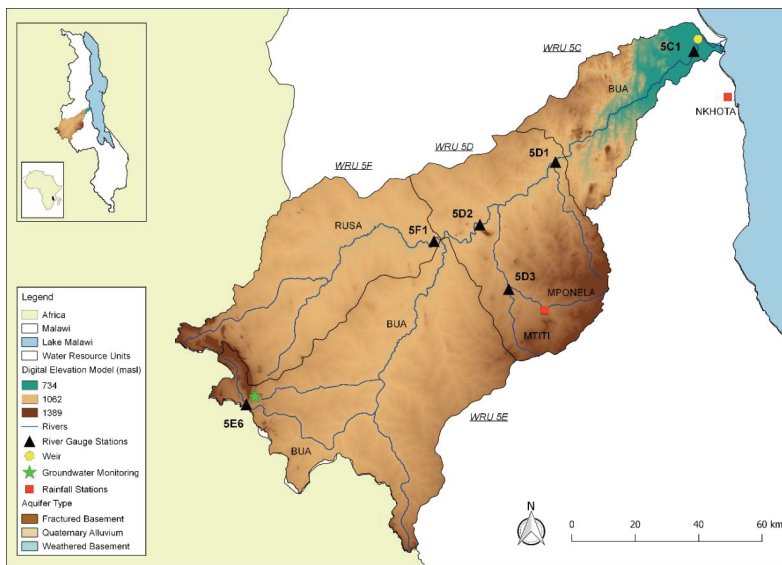 WRU 5C
5C1
BUA
NKHOTA
WRU 5D
WRU 5F
5D1
5D2
RUSA
5F1
5D3
MPONELA
BUA
MTITI
WRU 5E
5E6
BUA
Legend
Africa
Malawi
Lake Malawi
Water Resource Units
Digital Elevation Model (masl)
734
1062
1389
Rivers
River Gauge Stations
Weir
Groundwater Monitoring
Rainfall Stations
Aquifer Type
Fractured Basement
Quaternary Alluvium
Weathered Basement
N
0 20 40 60 km